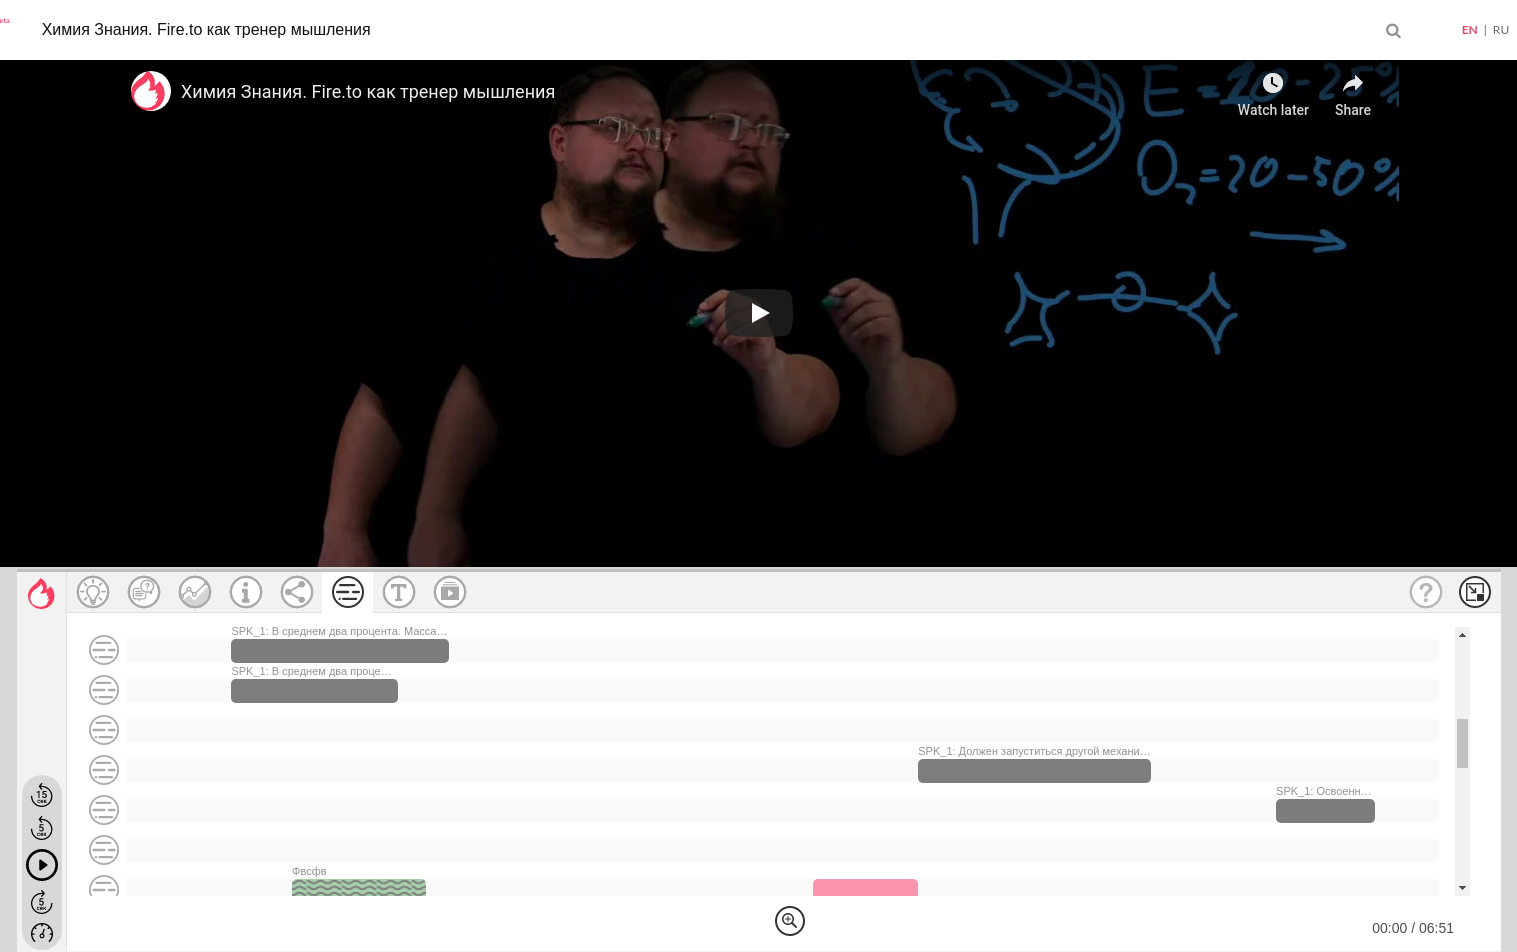 eta
Химия Знания. Fire.to как тренер мышления
EN | RU
Химия Знания. Fire.to как тренер мышления
Watch later
Share
E = 20 - 25%
O₂ = 20 - 50%
SPK_1: В среднем два процента. Масса…
SPK_1: В среднем два проце…
SPK_1: Должен запуститься другой механи…
SPK_1: Освоенн…
Фвсфв
15 сек
5 сек
5 сек
00:00 / 06:51